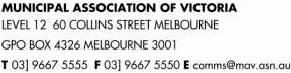 MUNICIPAL ASSOCIATION OF VICTORIA
LEVEL 12 60 COLLINS STREET MELBOURNE
GPO BOX 4326 MELBOURNE 3001
T 03] 9667 5555 F 03] 9667 5550 E comms@mav.asn.au